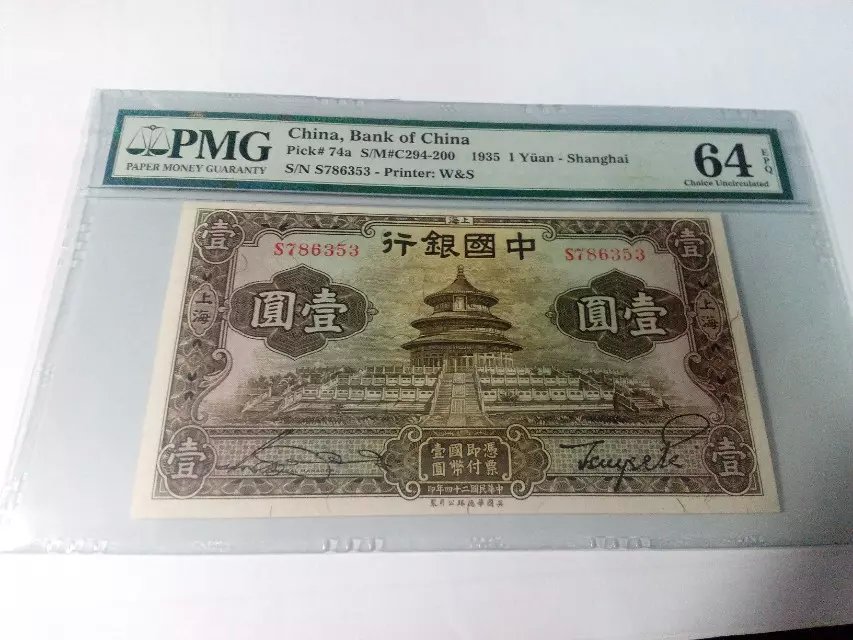 PMG
PAPER MONEY GUARANTY
China, Bank of China
Pick# 74a S/M#C294-200 1935 1 Yüan - Shanghai
S/N S786353 - Printer: W&S
64 EPQ
Choice Uncirculated
海上
壹
壹
S786353
行銀國中
S786353
上海
圓壹
圓壹
上海
壹
壹
憑票即付國幣壹圓
印年四十二國民華中